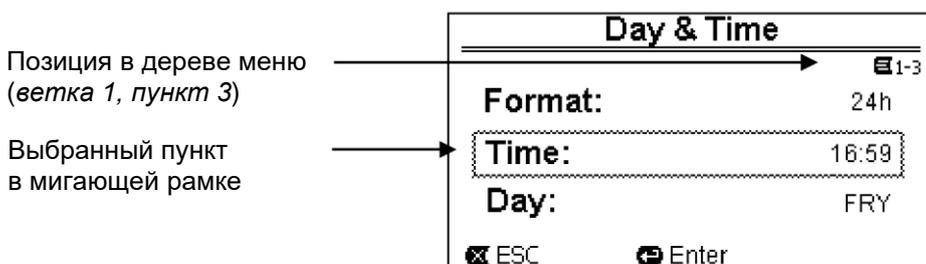 Day & Time
Позиция в дереве меню
(ветка 1, пункт 3)
1-3
Format: 24h
Выбранный пункт
в мигающей рамке
Time: 16:59
Day: FRY
ESC Enter